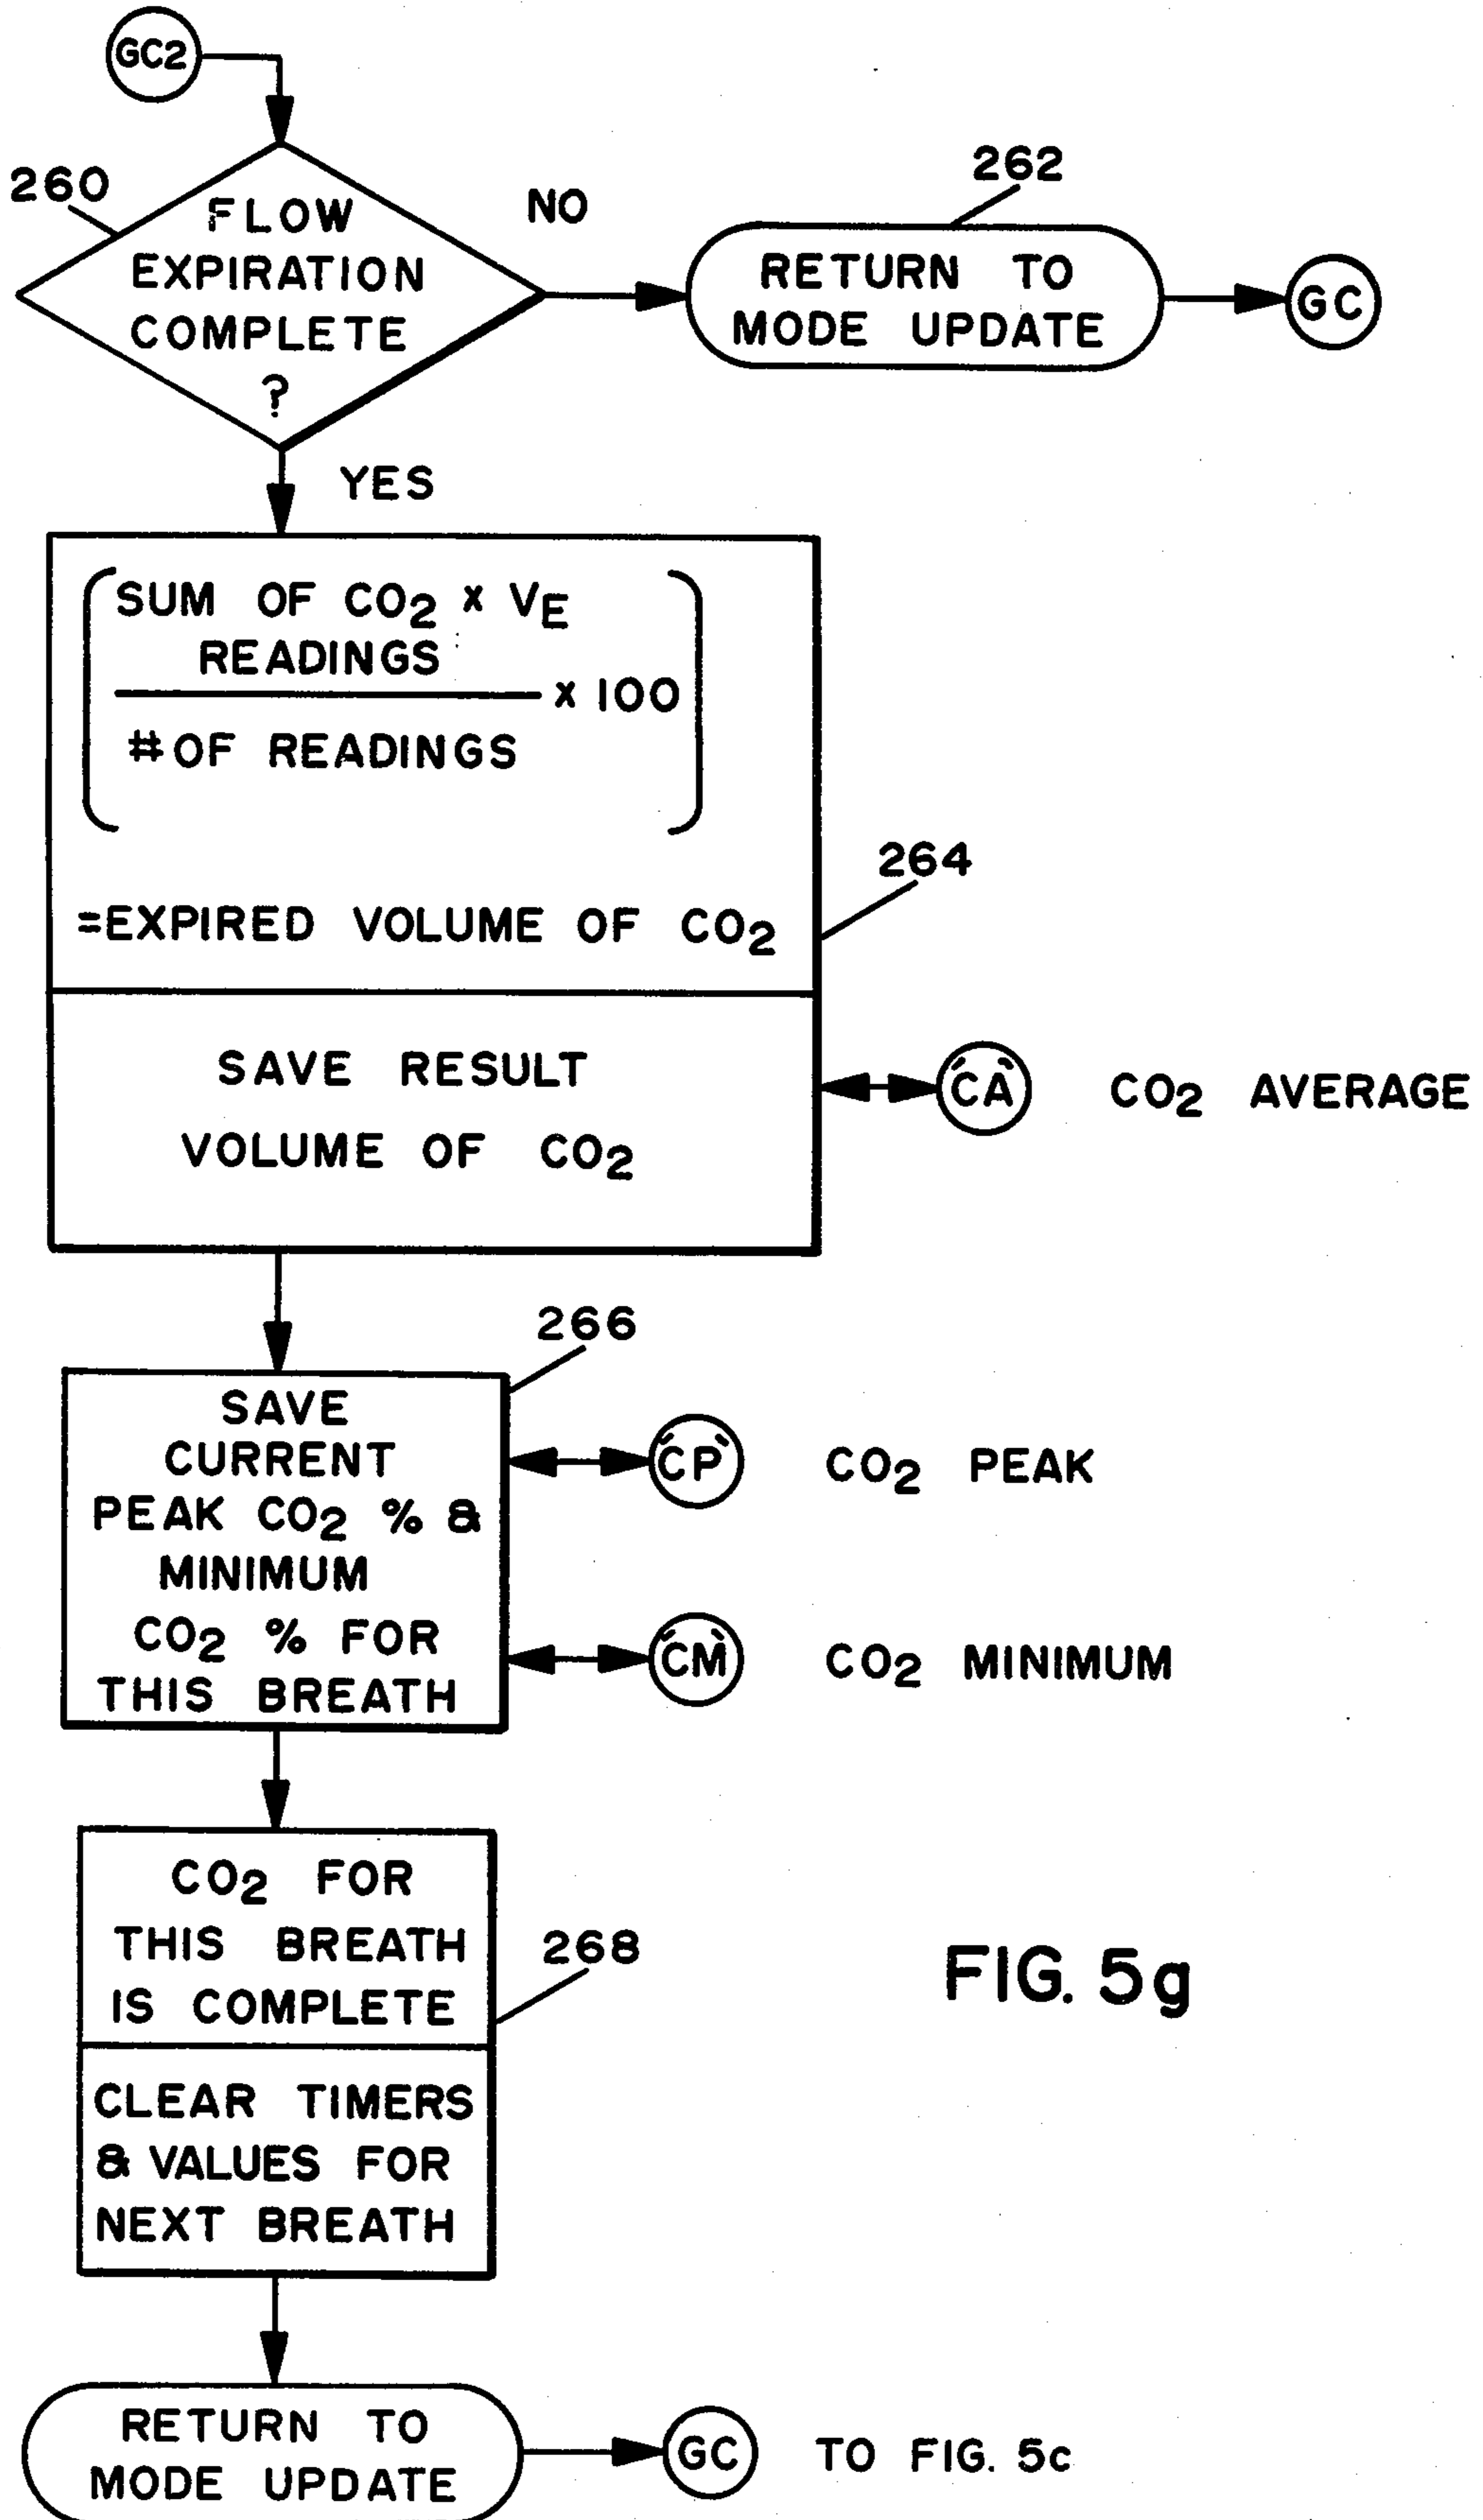 GC2
260
FLOW
EXPIRATION
COMPLETE
?
NO
262
RETURN TO
MODE UPDATE
GC
YES
SUM OF CO2 x VE
READINGS
x 100
# OF READINGS
=EXPIRED VOLUME OF CO2
264
SAVE RESULT
VOLUME OF CO2
CA
CO2 AVERAGE
266
SAVE
CURRENT
PEAK CO2 % &
MINIMUM
CO2 % FOR
THIS BREATH
CP
CO2 PEAK
CM
CO2 MINIMUM
CO2 FOR
THIS BREATH
IS COMPLETE
268
CLEAR TIMERS
& VALUES FOR
NEXT BREATH
FIG. 5g
RETURN TO
MODE UPDATE
GC
TO FIG. 5c